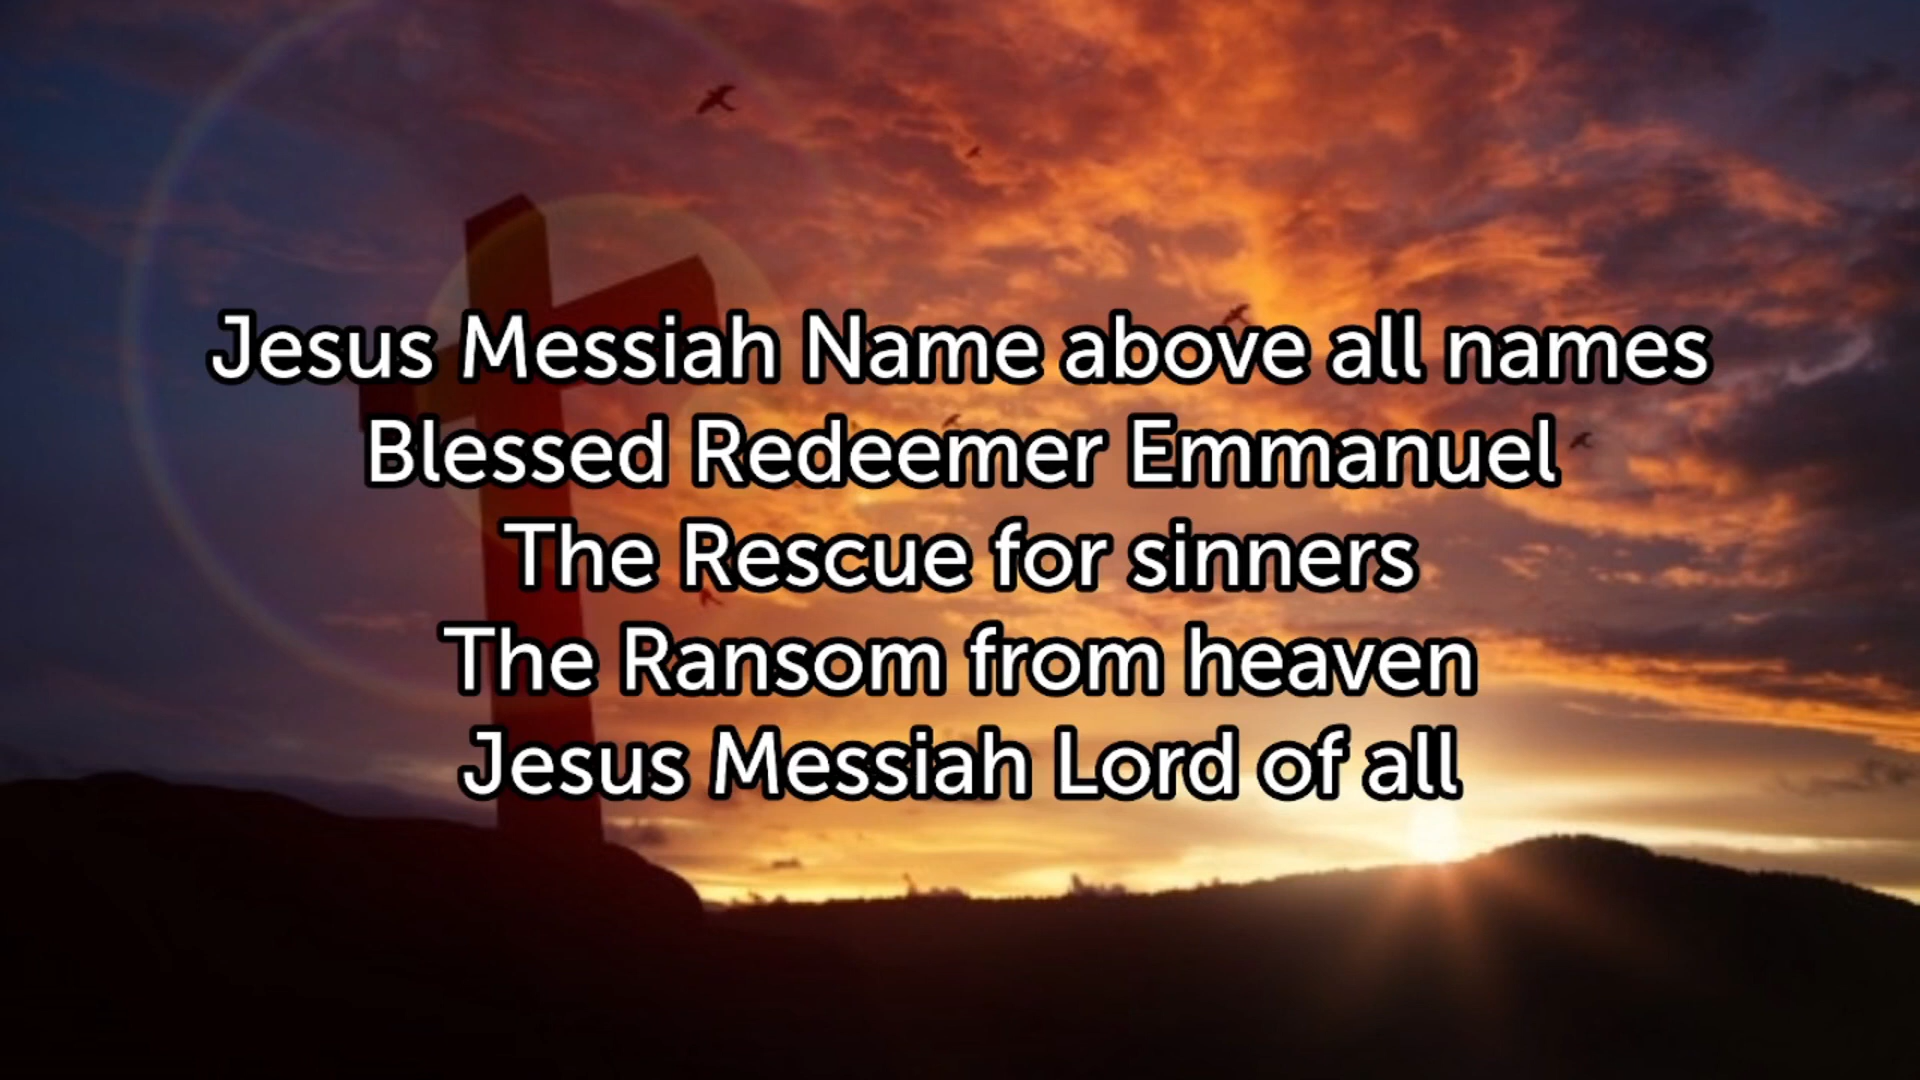 Jesus Messiah Name above all names
Blessed Redeemer Emmanuel
The Rescue for sinners
The Ransom from heaven
Jesus Messiah Lord of all